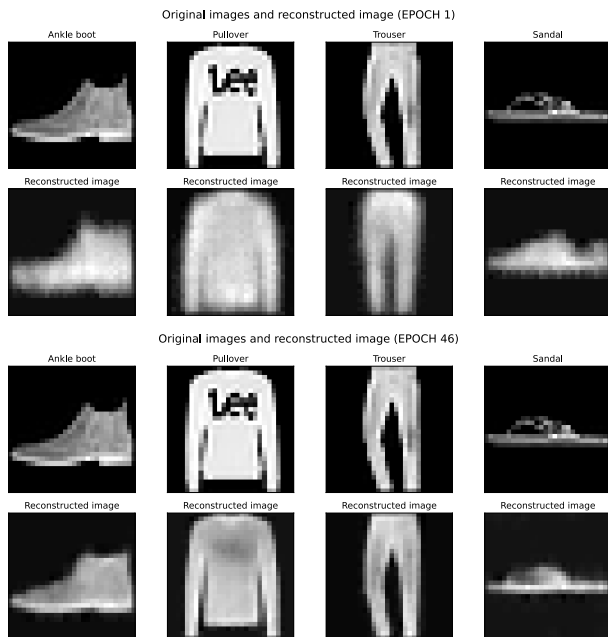 Original images and reconstructed image (EPOCH 1)
Ankle boot Pullover Trouser Sandal
Lee
Reconstructed image Reconstructed image Reconstructed image Reconstructed image
Original images and reconstructed image (EPOCH 46)
Ankle boot Pullover Trouser Sandal
Lee
Reconstructed image Reconstructed image Reconstructed image Reconstructed image